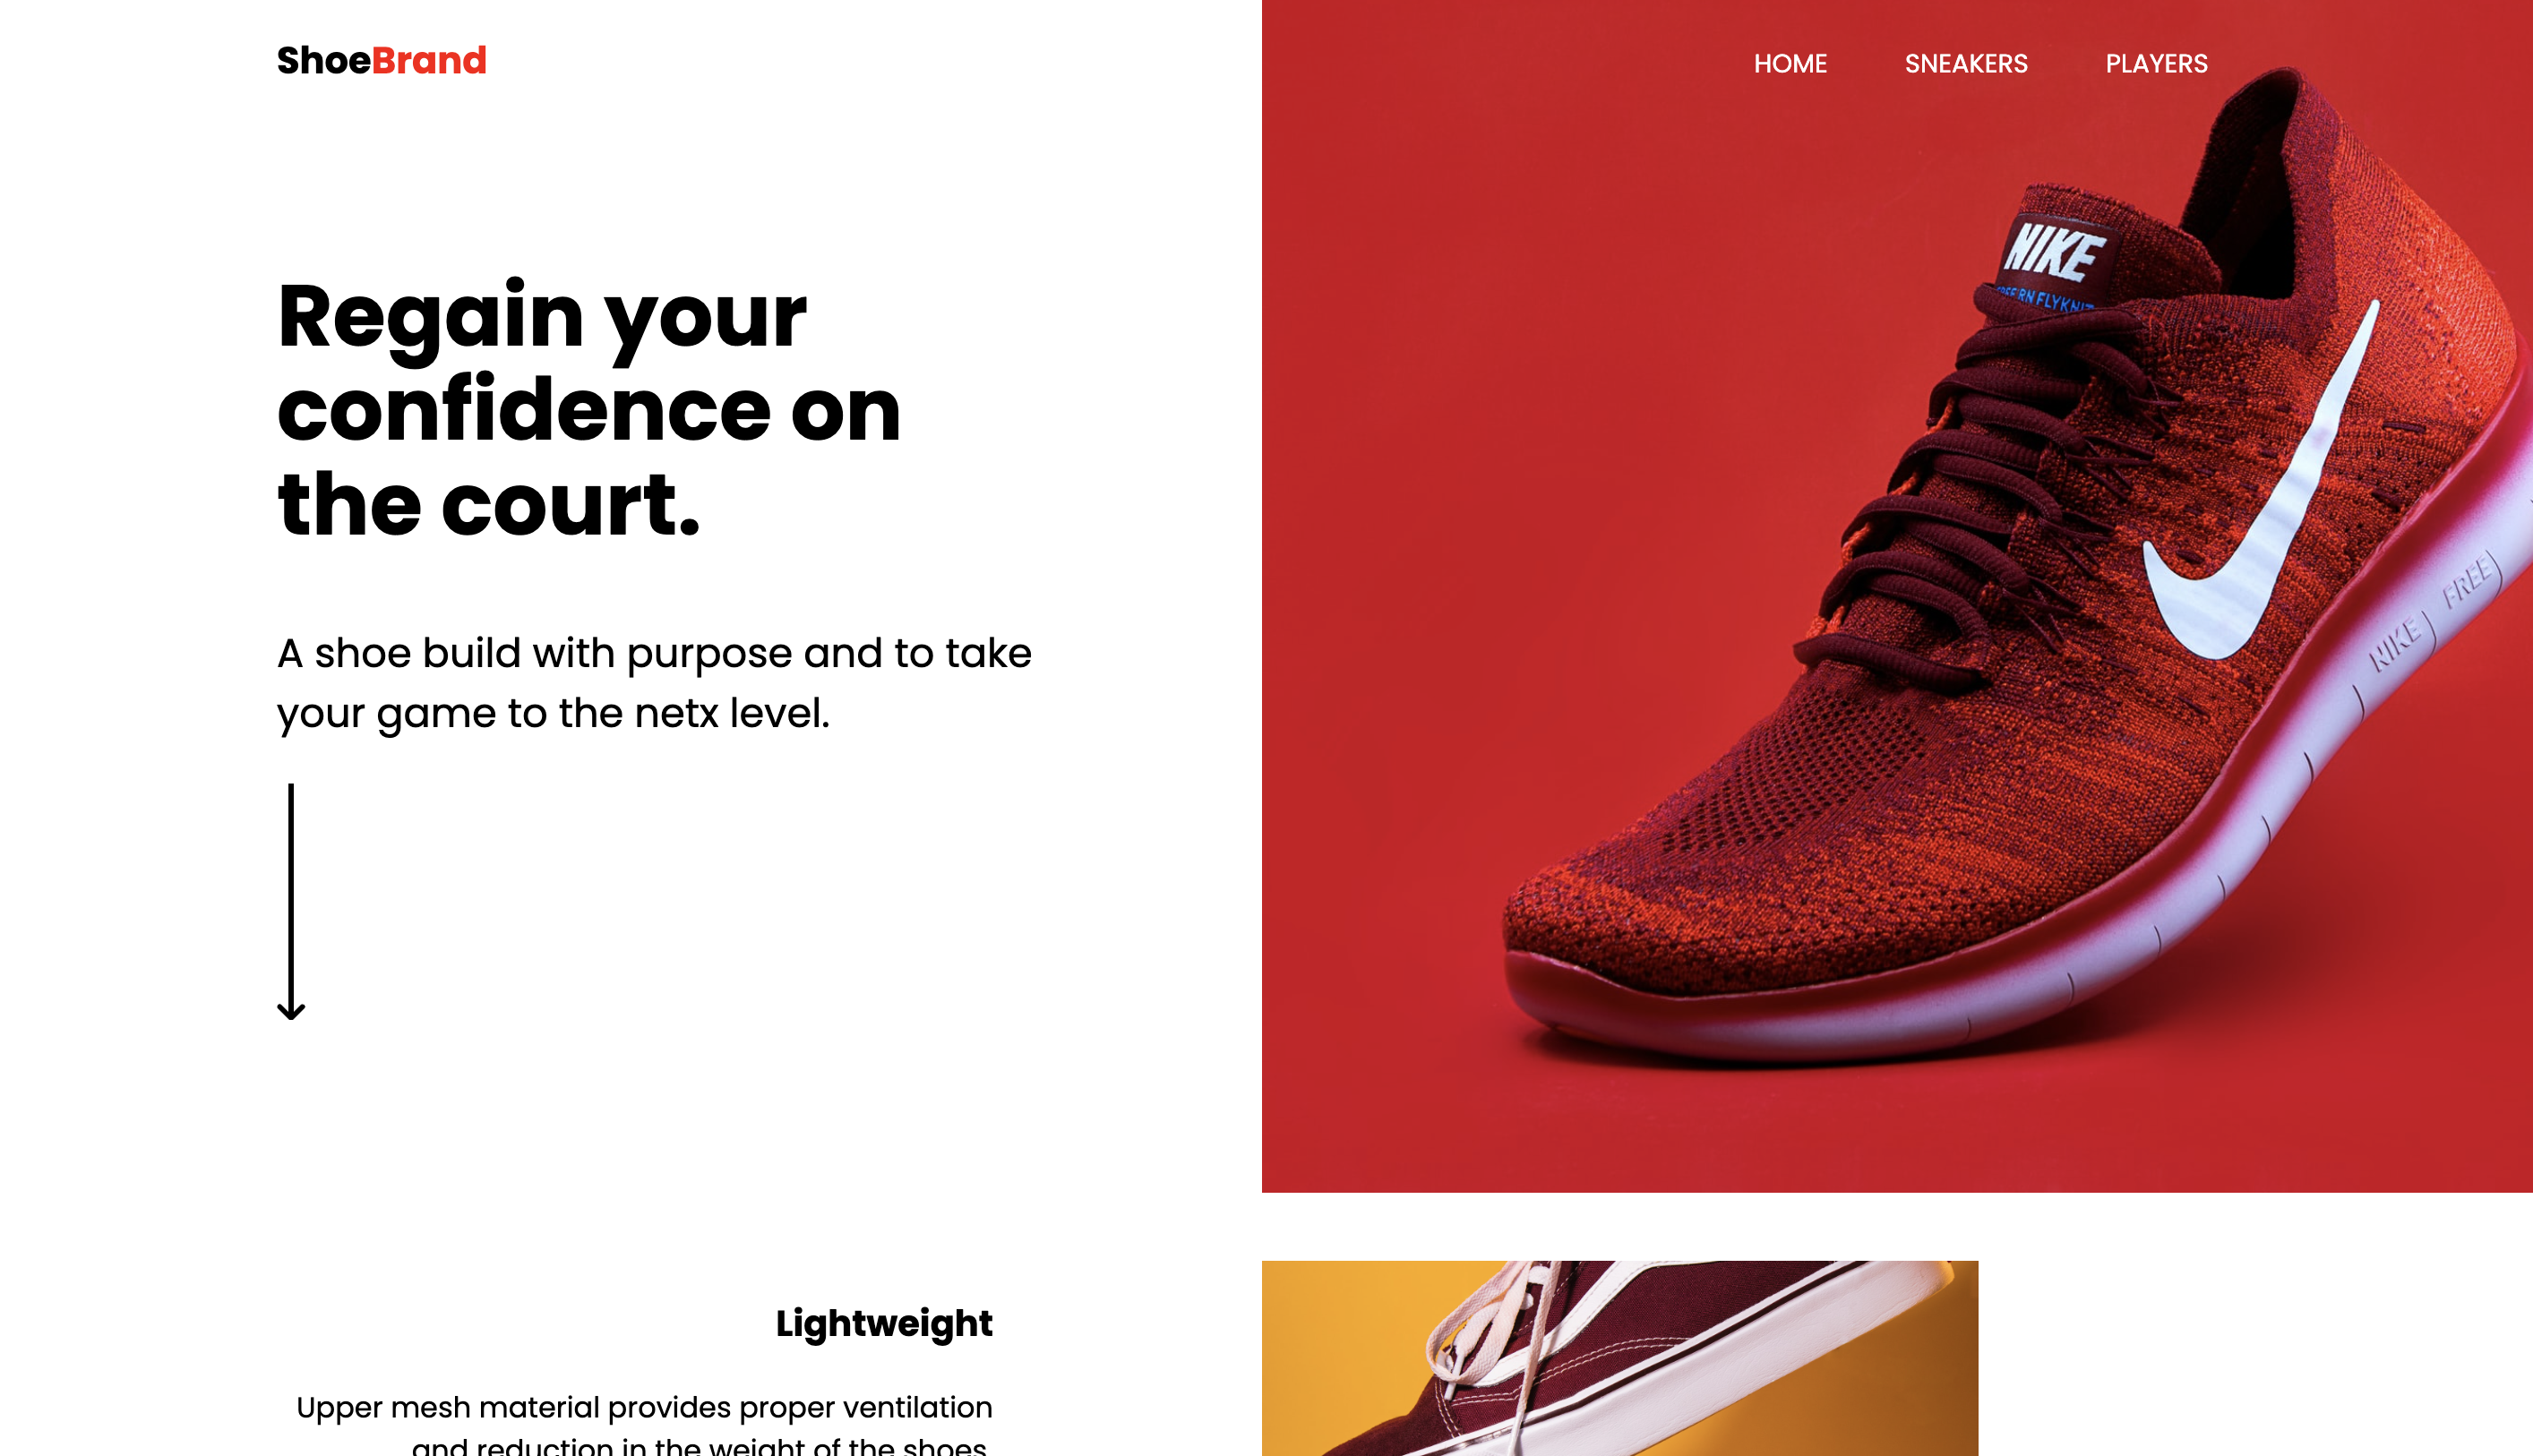 ShoeBrand
HOME SNEAKERS PLAYERS
Regain your
confidence on
the court.
A shoe build with purpose and to take
your game to the netx level.
NIKE
RN FLYKNIT
NIKE FREE
Lightweight
Upper mesh material provides proper ventilation
and reduction in the weight of the shoes.